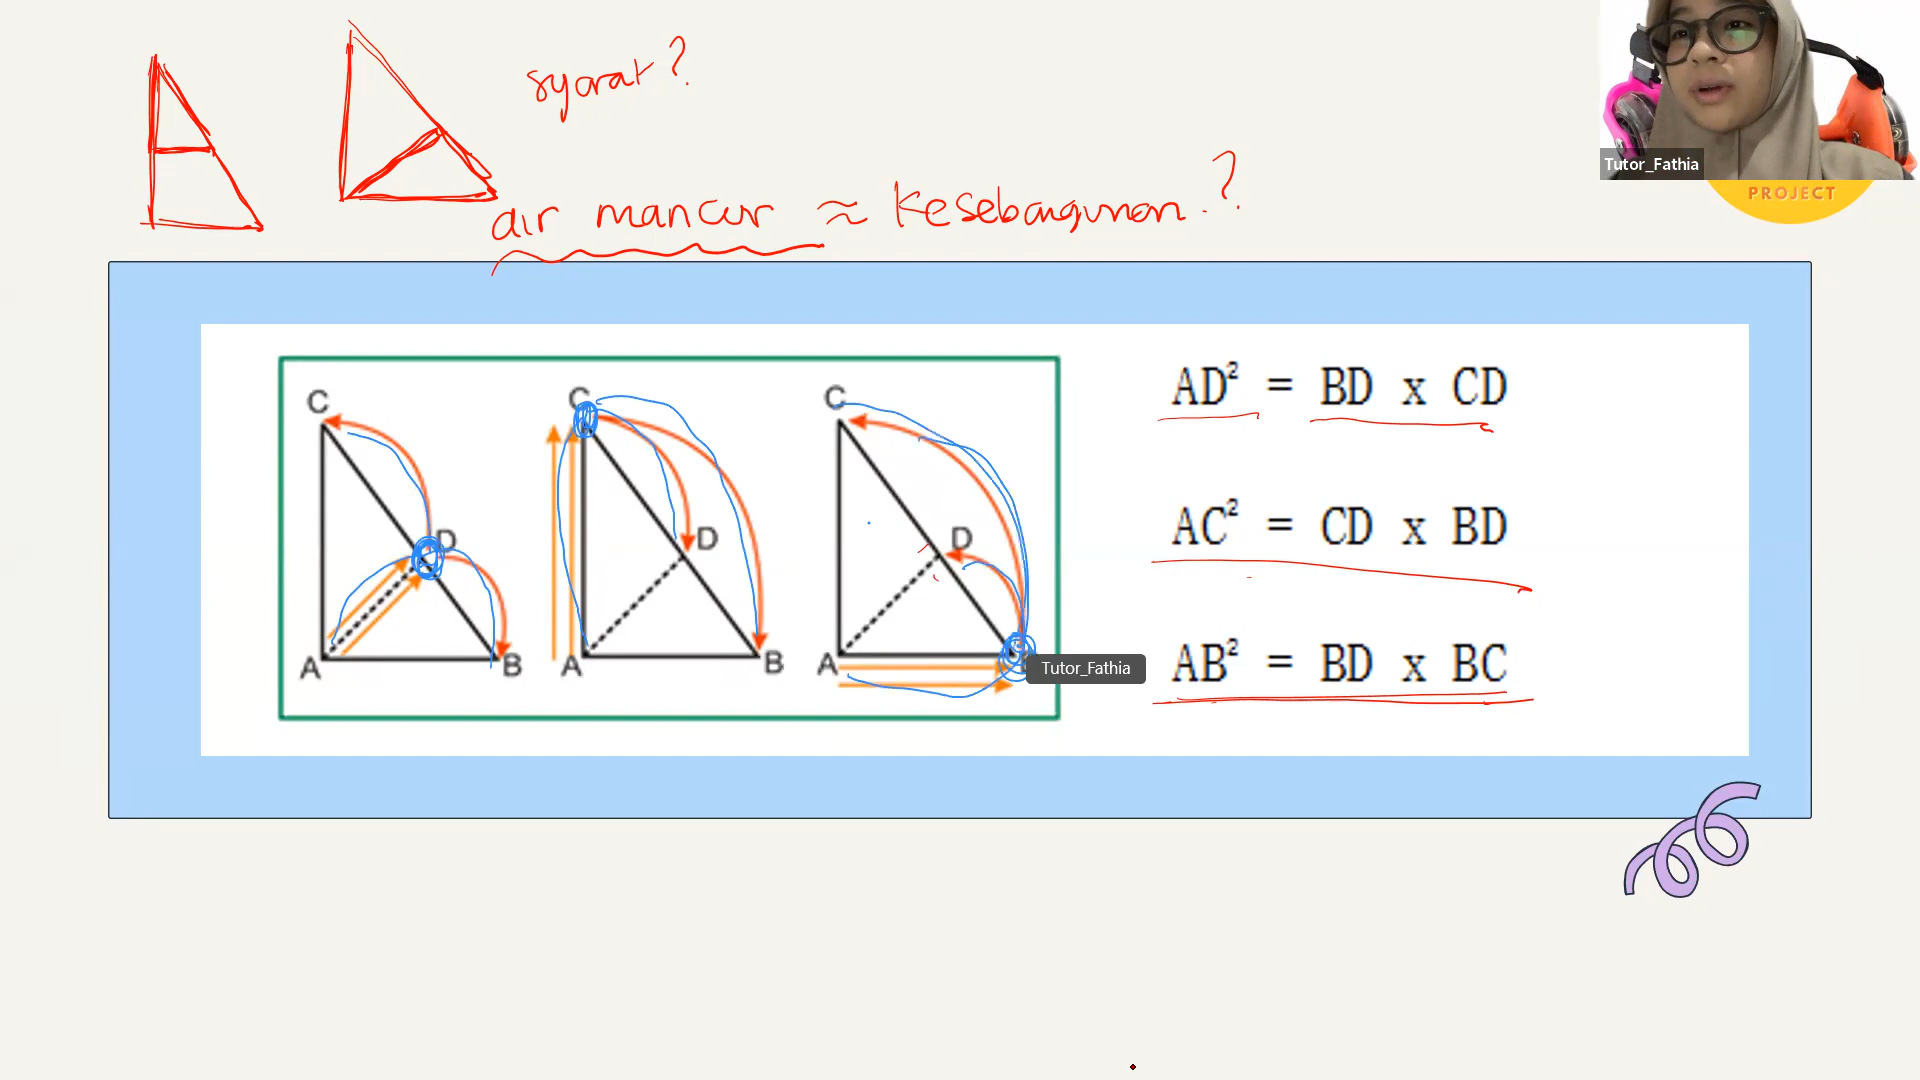 syarat?
Tutor_Fathia
PROJECT
air mancur ≈ Kesebangunan.?
C
D
A
B
C
D
A
B
C
D
A
Tutor_Fathia
AD² = BD x CD
AC² = CD x BD
AB² = BD x BC